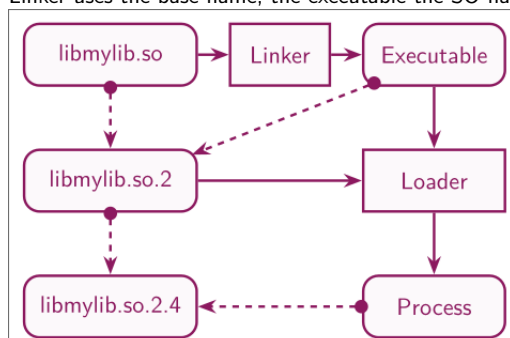 Linker uses the base name, the executable the SO na
libmylib.so Linker Executable
libmylib.so.2 Loader
libmylib.so.2.4 Process